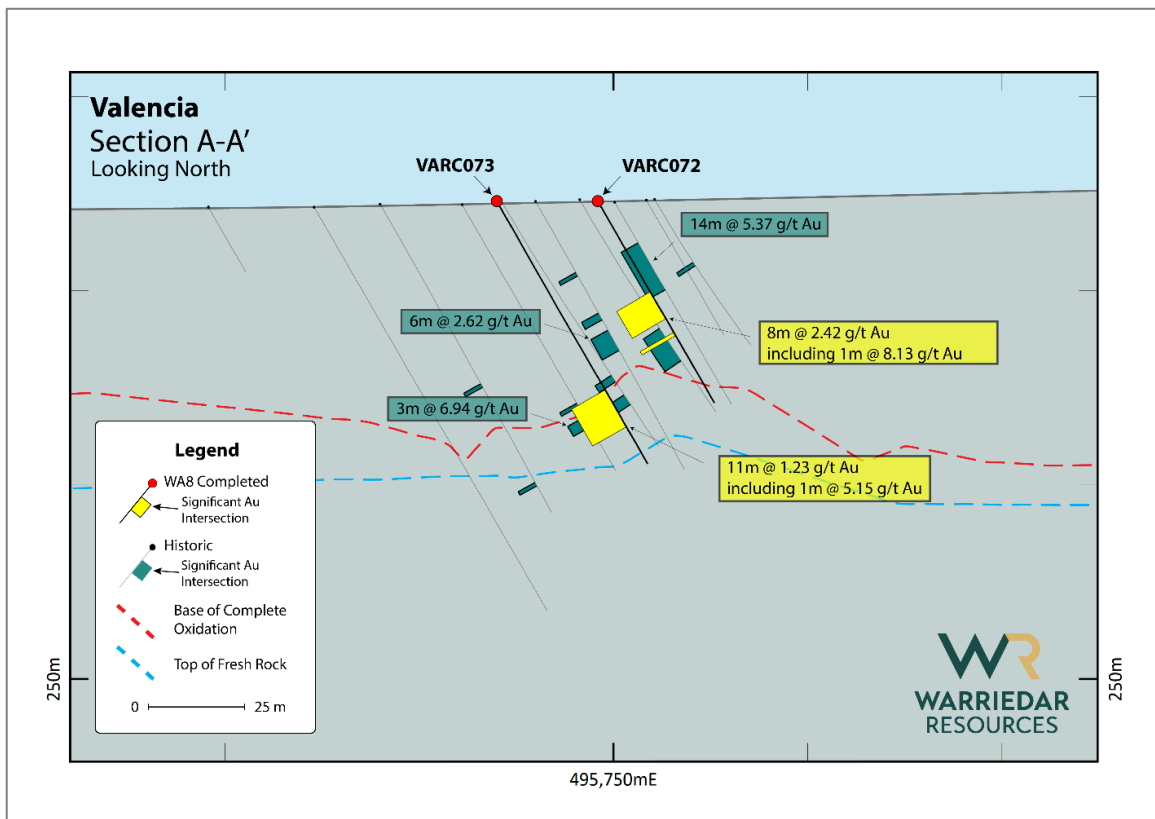 Valencia
Section A-A'
Looking North
VARC073
VARC072
14m @ 5.37 g/t Au
6m @ 2.62 g/t Au
8m @ 2.42 g/t Au
including 1m @ 8.13 g/t Au
3m @ 6.94 g/t Au
11m @ 1.23 g/t Au
including 1m @ 5.15 g/t Au
Legend
WA8 Completed
Significant Au
Intersection
Historic
Significant Au
Intersection
Base of Complete
Oxidation
Top of Fresh Rock
0 25 m
250m
250m
WR
WARRIEDAR
RESOURCES
495,750mE